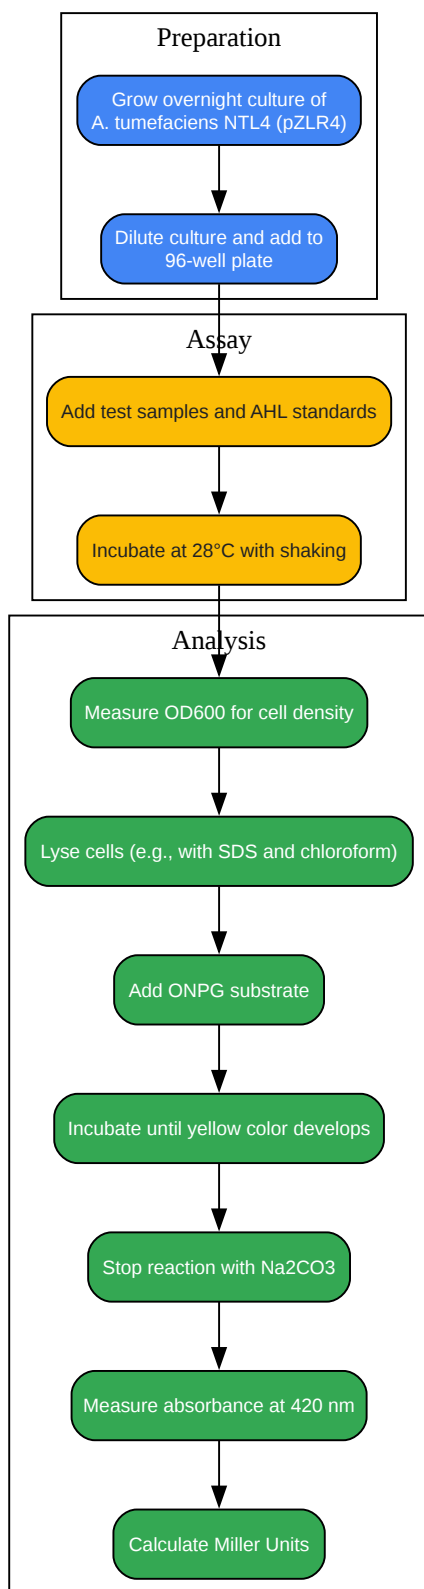 Preparation
Grow overnight culture of
A. tumefaciens NTL4 (pZLR4)
Dilute culture and add to
96-well plate
Assay
Add test samples and AHL standards
Incubate at 28°C with shaking
Analysis
Measure OD600 for cell density
Lyse cells (e.g., with SDS and chloroform)
Add ONPG substrate
Incubate until yellow color develops
Stop reaction with Na2CO3
Measure absorbance at 420 nm
Calculate Miller Units